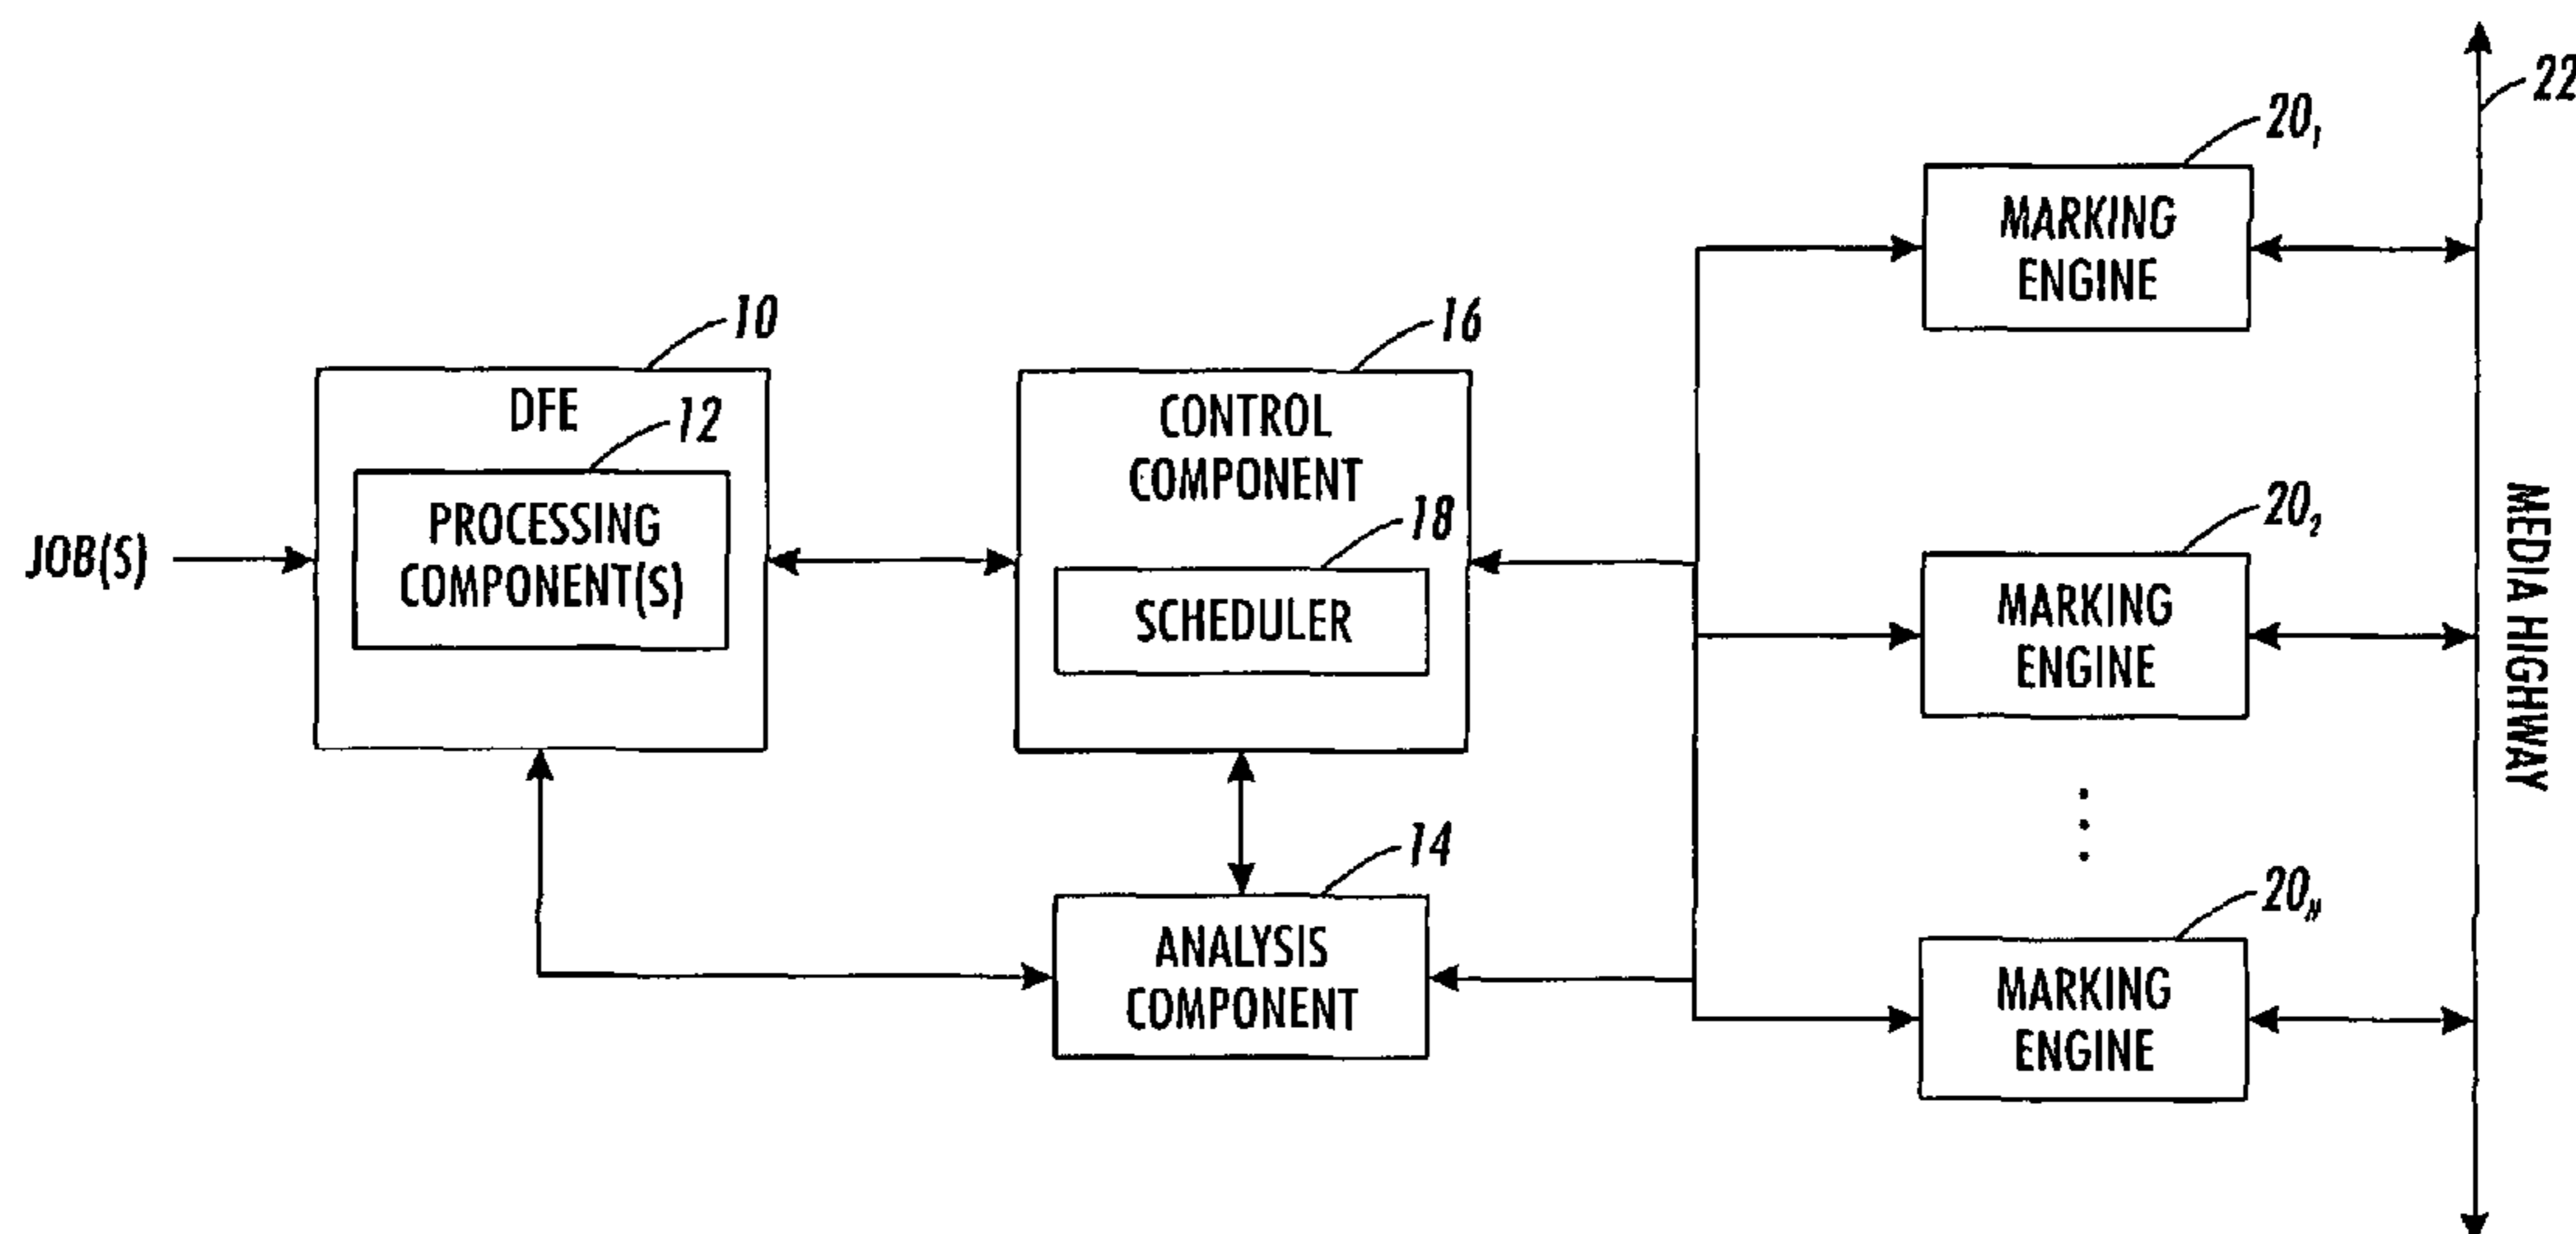 JOB(S)
10
DFE
12
PROCESSING
COMPONENT(S)
16
CONTROL
COMPONENT
18
SCHEDULER
14
ANALYSIS
COMPONENT
20₁
MARKING
ENGINE
20₂
MARKING
ENGINE
20_N
MARKING
ENGINE
22
MEDIA HIGHWAY